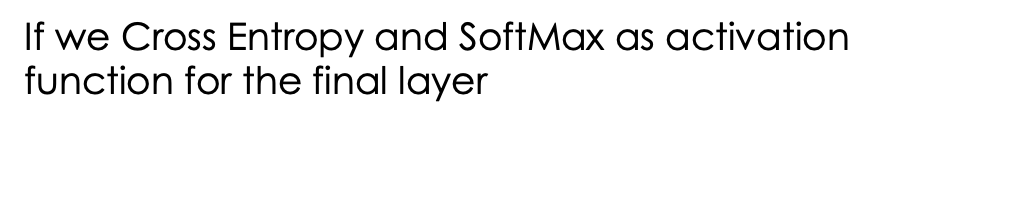 If we Cross Entropy and SoftMax as activation
function for the final layer